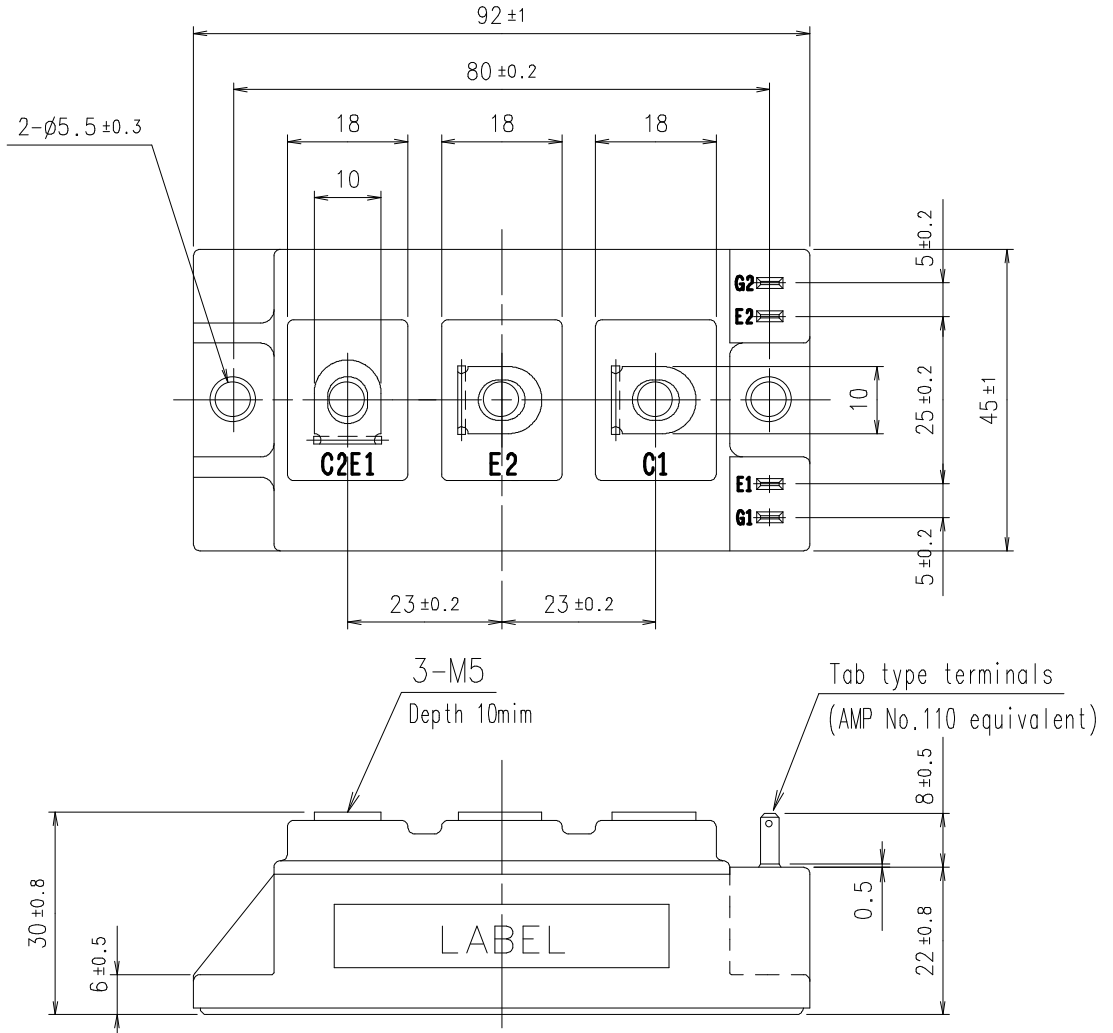 92±1
80±0.2
2-ø5.5±0.3
18
18
18
10
5±0.2
G2
E2
10
25±0.2
45±1
C2E1
E2
C1
E1
G1
5±0.2
23±0.2
23±0.2
3-M5
Depth 10mim
Tab type terminals
(AMP No.110 equivalent)
8±0.5
30±0.8
0.5
LABEL
6±0.5
22±0.8